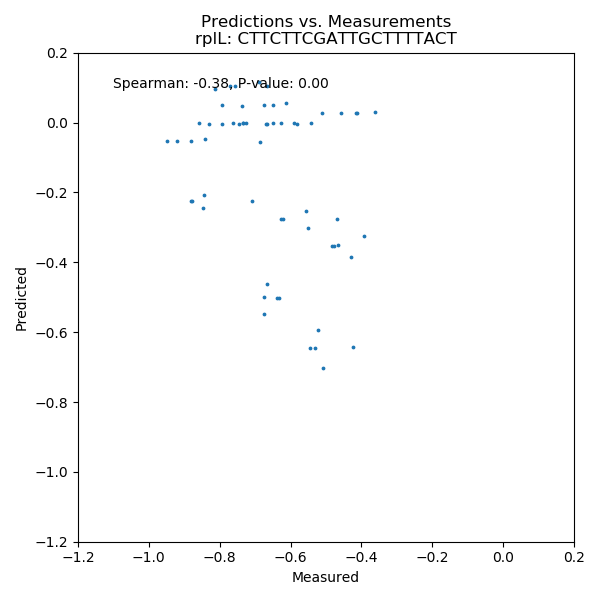 Predictions vs. Measurements
rplL: CTTCTTCGATTGCTTTTACT
Spearman: -0.38, P-value: 0.00
0.2
0.0
−0.2
−0.4
−0.6
−0.8
−1.0
−1.2
Predicted
−1.2 −1.0 −0.8 −0.6 −0.4 −0.2 0.0 0.2
Measured